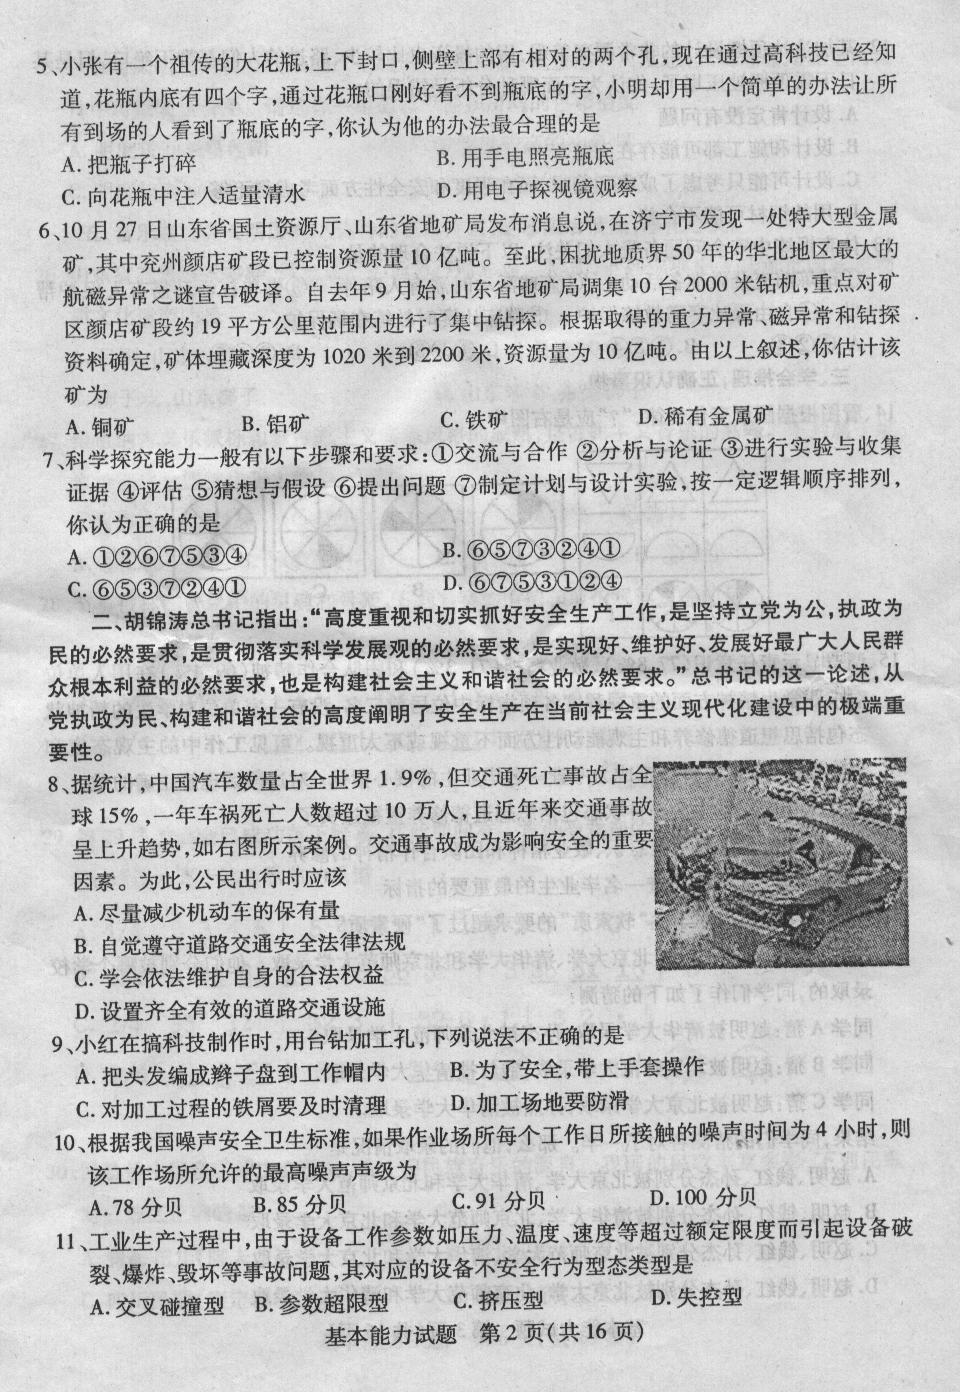 5、小张有一个祖传的大花瓶,上下封口,侧壁上部有相对的两个孔,现在通过高科技已经知
道,花瓶内底有四个字,通过花瓶口刚好看不到瓶底的字,小明却用一个简单的办法让所
有到场的人看到了瓶底的字,你认为他的办法最合理的是
A. 把瓶子打碎 B. 用手电照亮瓶底
C. 向花瓶中注入适量清水 D. 用电子探视镜观察
6、10 月 27 日山东省国土资源厅、山东省地矿局发布消息说,在济宁市发现一处特大型金属
矿,其中兖州颜店矿段已控制资源量 10 亿吨。至此,困扰地质界 50 年的华北地区最大的
航磁异常之谜宣告破译。自去年 9 月始,山东省地矿局调集 10 台 2000 米钻机,重点对矿
区颜店矿段约 19 平方公里范围内进行了集中钻探。根据取得的重力异常、磁异常和钻探
资料确定,矿体埋藏深度为 1020 米到 2200 米,资源量为 10 亿吨。由以上叙述,你估计该
矿为
A. 铜矿 B. 铝矿 C. 铁矿 D. 稀有金属矿
7、科学探究能力一般有以下步骤和要求:①交流与合作 ②分析与论证 ③进行实验与收集
证据 ④评估 ⑤猜想与假设 ⑥提出问题 ⑦制定计划与设计实验,按一定逻辑顺序排列,
你认为正确的是
A. ①②⑥⑦⑤③④ B. ⑥⑤⑦③②④①
C. ⑥⑤③⑦②④① D. ⑥⑦⑤③①②④
二、胡锦涛总书记指出:“高度重视和切实抓好安全生产工作,是坚持立党为公,执政为
民的必然要求,是贯彻落实科学发展观的必然要求,是实现好、维护好、发展好最广大人民群
众根本利益的必然要求,也是构建社会主义和谐社会的必然要求。”总书记的这一论述,从
党执政为民、构建和谐社会的高度阐明了安全生产在当前社会主义现代化建设中的极端重
要性。
8、据统计,中国汽车数量占全世界 1.9%,但交通死亡事故占全
球 15%,一年车祸死亡人数超过 10 万人,且近年来交通事故
呈上升趋势,如右图所示案例。交通事故成为影响安全的重要
因素。为此,公民出行时应该
A. 尽量减少机动车的保有量
B. 自觉遵守道路交通安全法律法规
C. 学会依法维护自身的合法权益
D. 设置齐全有效的道路交通设施
9、小红在搞科技制作时,用台钻加工孔,下列说法不正确的是
A. 把头发编成辫子盘到工作帽内 B. 为了安全,带上手套操作
C. 对加工过程的铁屑要及时清理 D. 加工场地要防滑
10、根据我国噪声安全卫生标准,如果作业场所每个工作日所接触的噪声时间为 4 小时,则
该工作场所允许的最高噪声声级为
A. 78 分贝 B. 85 分贝 C. 91 分贝 D. 100 分贝
11、工业生产过程中,由于设备工作参数如压力、温度、速度等超过额定限度而引起设备破
裂、爆炸、毁坏等事故问题,其对应的设备不安全行为型态类型是
A. 交叉碰撞型 B. 参数超限型 C. 挤压型 D. 失控型
基本能力试题 第 2 页(共 16 页)